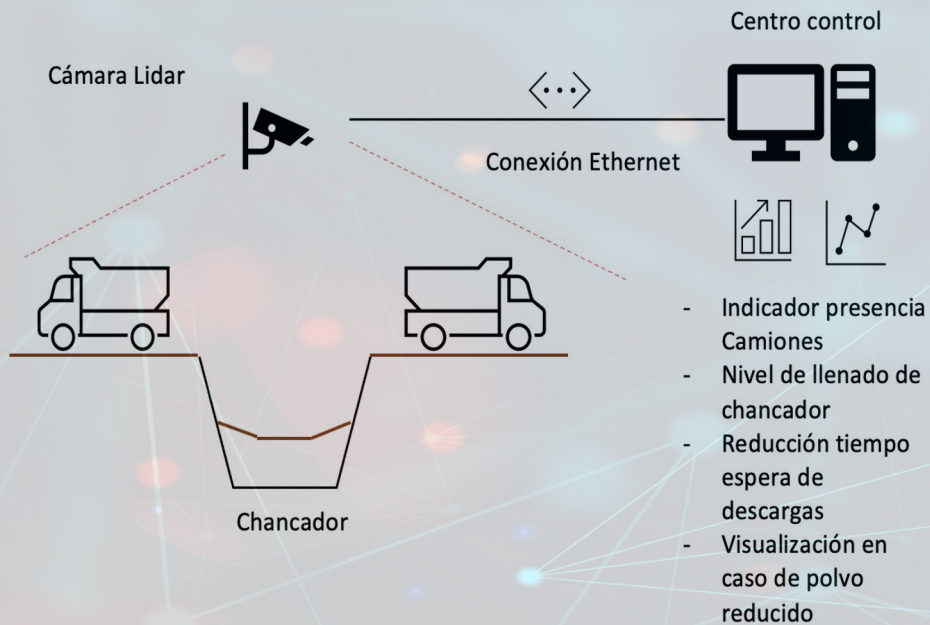 Centro control
Cámara Lidar
Conexión Ethernet
- Indicador presencia
Camiones
- Nivel de llenado de
chancador
- Reducción tiempo
espera de
descargas
- Visualización en
caso de polvo
reducido
Chancador